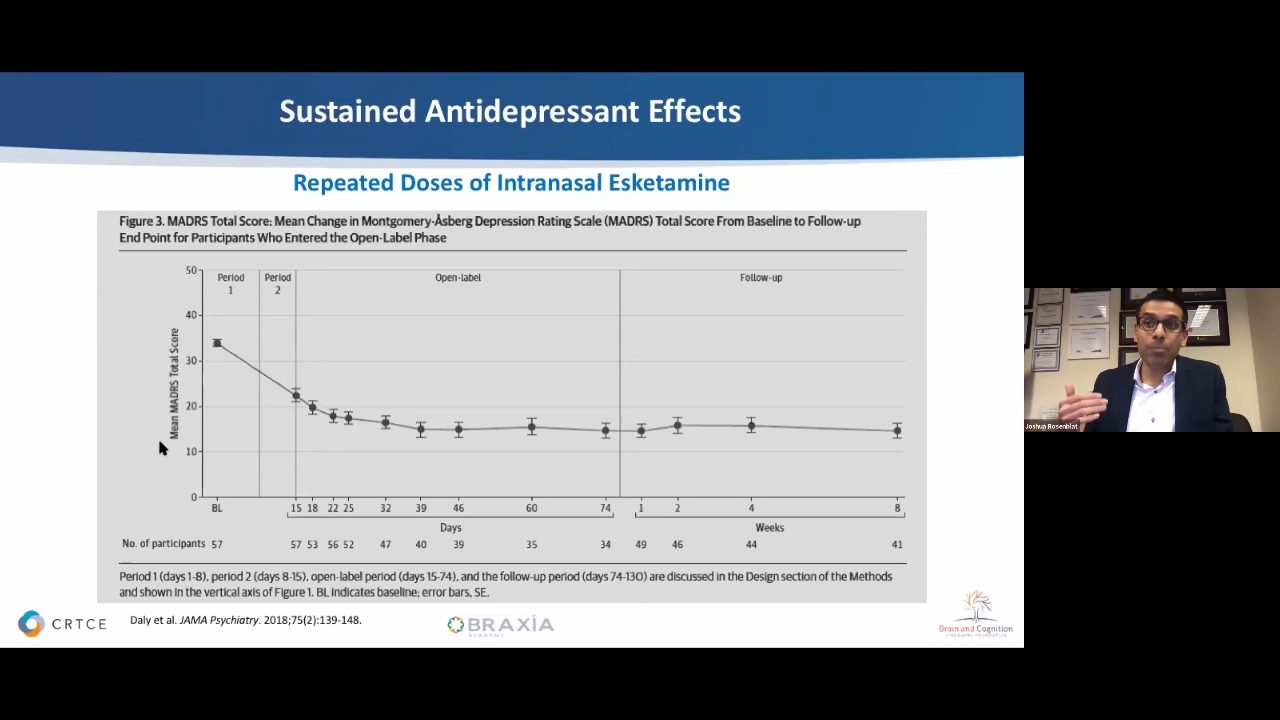 Sustained Antidepressant Effects
Repeated Doses of Intranasal Esketamine
Figure 3. MADRS Total Score: Mean Change in Montgomery-Åsberg Depression Rating Scale (MADRS) Total Score From Baseline to Follow-up
End Point for Participants Who Entered the Open-Label Phase
Period
1
Period
2
Open-label
Follow-up
Mean MADRS Total Score
50
40
30
20
10
0
BL 15 18 22 25 32 39 46 60 74 1 2 4 8
Days Weeks
No. of participants 57 57 53 56 52 47 40 39 35 34 49 46 44 41
Period 1 (days 1-8), period 2 (days 8-15), open-label period (days 15-74), and the follow-up period (days 74-130) are discussed in the Design section of the Methods
and shown in the vertical axis of Figure 1. BL indicates baseline; error bars, SE.
CRTCE
Daly et al. JAMA Psychiatry. 2018;75(2):139-148.
BRAXIA
ACADEMY
Brain and Cognition
Joshua Rosenblat